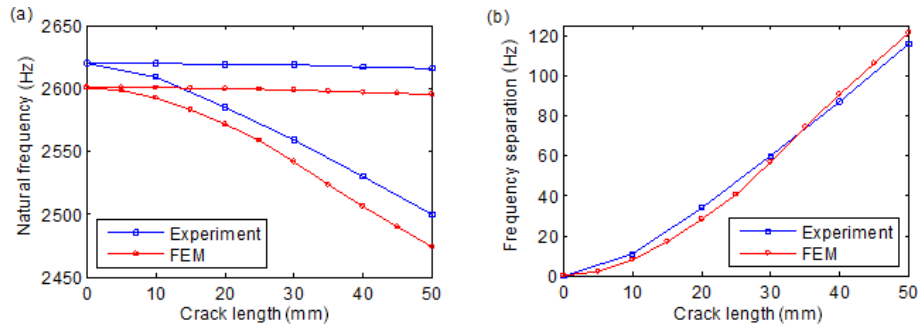 (a)
Natural frequency (Hz)
2650
2600
2550
2500
2450
Experiment
FEM
0 10 20 30 40 50
Crack length (mm)
(b)
Frequency separation (Hz)
120
100
80
60
40
20
0
Experiment
FEM
0 10 20 30 40 50
Crack length (mm)